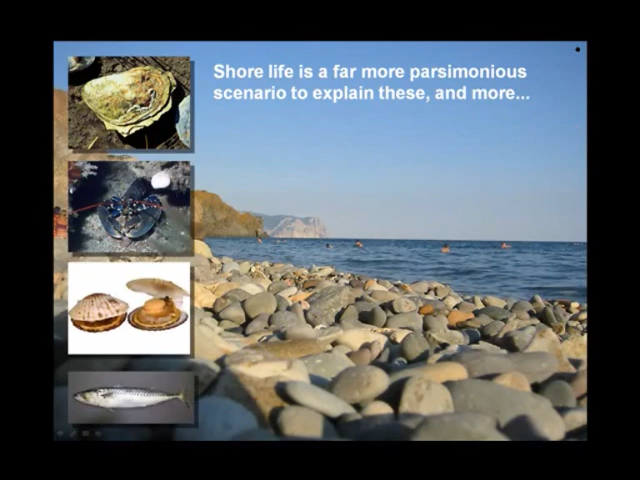 Shore life is a far more parsimonious
scenario to explain these, and more...